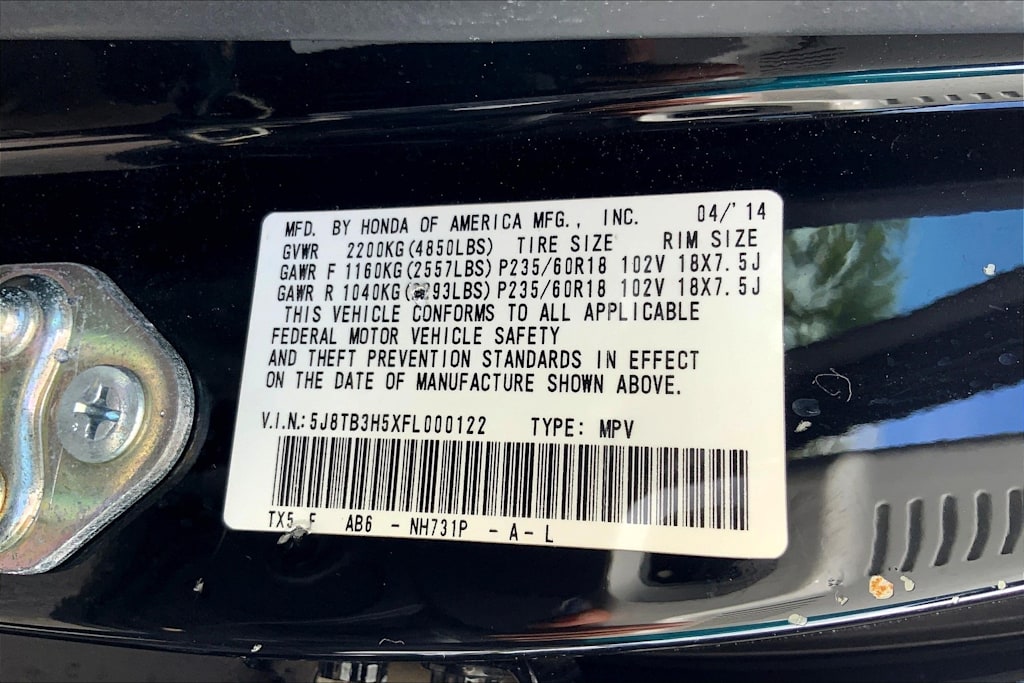 MFD. BY HONDA OF AMERICA MFG., INC. 04/'14
GVWR 2200KG(4850LBS) TIRE SIZE RIM SIZE
GAWR F 1160KG(2557LBS) P235/60R18 102V 18X7.5J
GAWR R 1040KG( 93LBS) P235/60R18 102V 18X7.5J
THIS VEHICLE CONFORMS TO ALL APPLICABLE
FEDERAL MOTOR VEHICLE SAFETY
AND THEFT PREVENTION STANDARDS IN EFFECT
ON THE DATE OF MANUFACTURE SHOWN ABOVE.
V.I.N.: 5J8TB3H5XFL000122 TYPE: MPV
TX5 F AB6 - NH731P - A - L